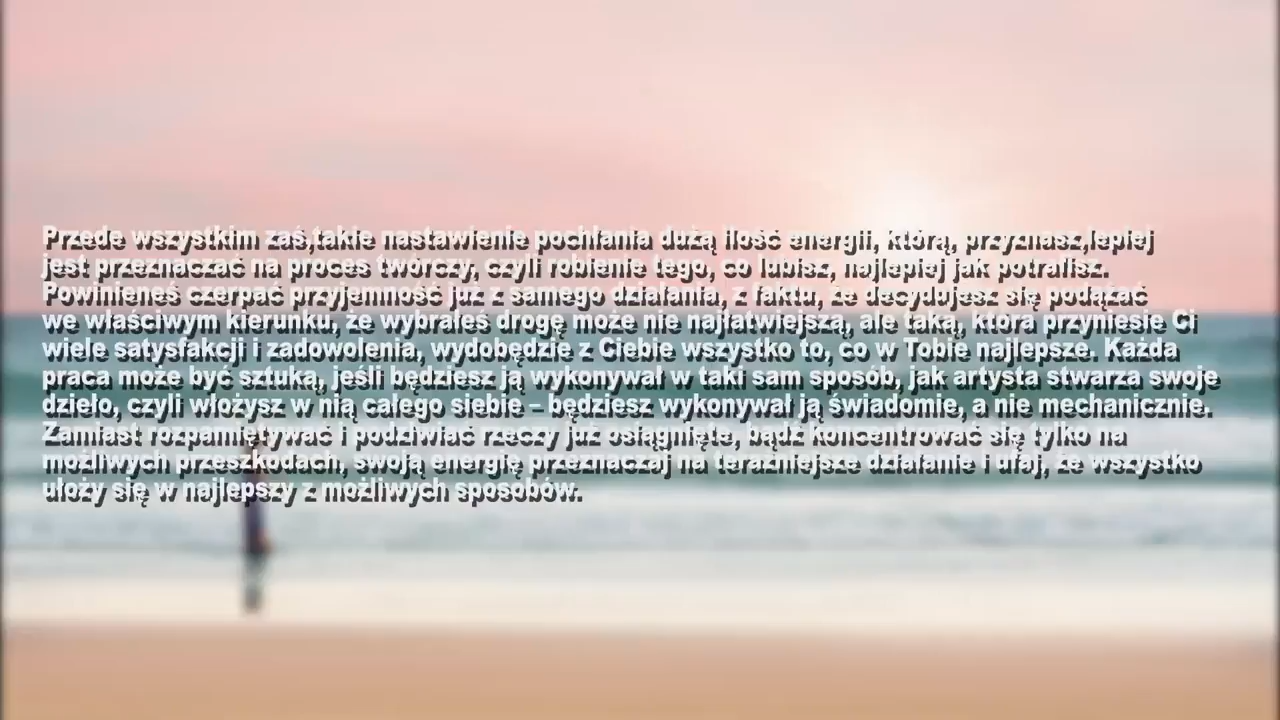 Przede wszystkim zaś,takie nastawienie pochłania dużą ilość energii, którą, przyznasz,lepiej
jest przeznaczać na proces twórczy, czyli robienie tego, co lubisz, najlepiej jak potrafisz.
Powinieneś czerpać przyjemność już z samego działania, z faktu, że decydujesz się podążać
we właściwym kierunku, że wybrałeś drogę może nie najłatwiejszą, ale taką, która przyniesie Ci
wiele satysfakcji i zadowolenia, wydobędzie z Ciebie wszystko to, co w Tobie najlepsze. Każda
praca może być sztuką, jeśli będziesz ją wykonywał w taki sam sposób, jak artysta stwarza swoje
dzieło, czyli włożysz w nią całego siebie – będziesz wykonywał ją świadomie, a nie mechanicznie.
Zamiast rozpamiętywać i podziwiać rzeczy już osiągnięte, bądź koncentrować się tylko na
możliwych przeszkodach, swoją energię przeznaczaj na teraźniejsze działanie i ufaj, że wszystko
ułoży się w najlepszy z możliwych sposobów.